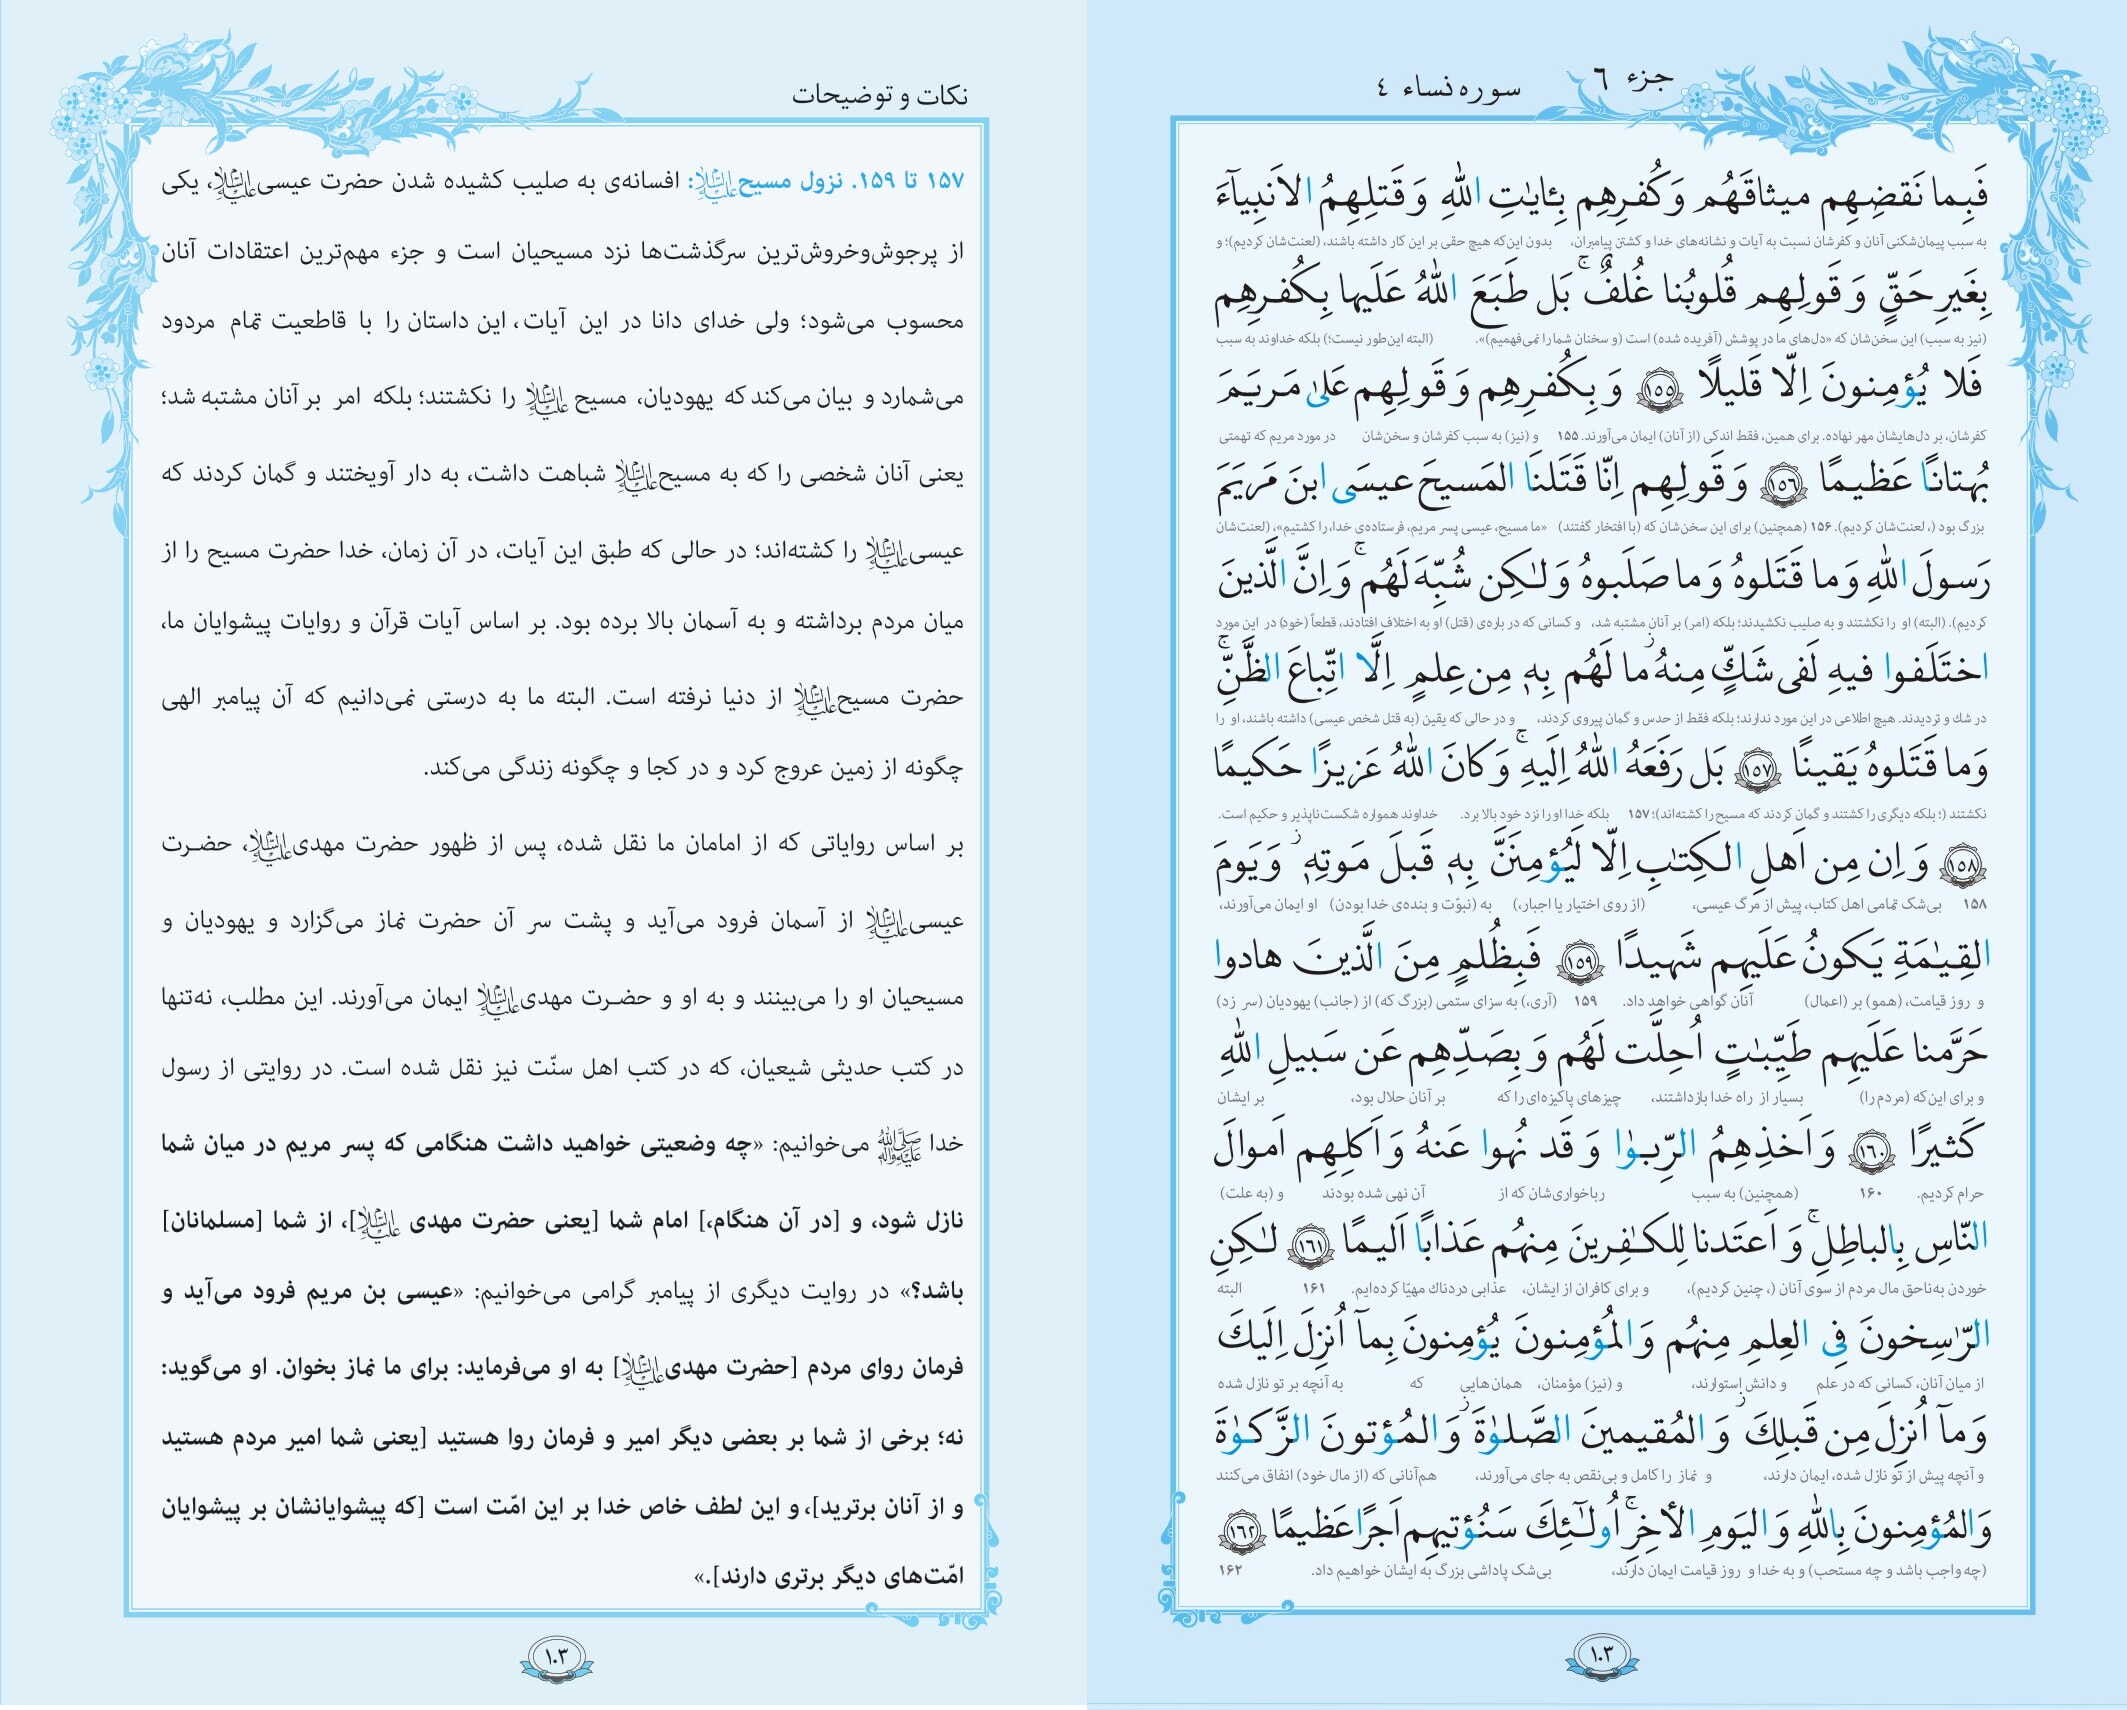 جزء ٦
سوره نساء ٤
فَبِما نَقضِهِم ميثاقَهُم وَكُفرِهِم بِـٔايٰتِ اللّٰهِ وَقَتلِهِمُ الاَنبِيآءَ
به سبب پیمان‌شکنی آنان و کفرشان نسبت به آیات و نشانه‌های خدا و کشتن پیامبران، بدون این‌که هیچ حقی بر این کار داشته باشند، (لعنت‌شان کردیم)؛ و
بِغَيرِ حَقٍّ وَقَولِهِم قُلوبُنا غُلفٌ ۚ بَل طَبَعَ اللّٰهُ عَلَيها بِكُفرِهِم
(نیز به سبب) این سخن‌شان که «دل‌های ما در پوشش (آفریده شده) است (و سخنان شما را نمی‌فهمیم)». (البته این‌طور نیست؛) بلکه خداوند به سبب
فَلا يُؤمِنونَ اِلّا قَليلًا ﴿١٥٥﴾ وَبِكُفرِهِم وَقَولِهِم عَلىٰ مَريَمَ
کفرشان، بر دل‌هایشان مهر نهاده. برای همین، فقط اندکی (از آنان) ایمان می‌آورند. ۱۵۵ و (نیز) به سبب کفرشان و سخن‌شان در مورد مریم که تهمتی
بُهتانًا عَظيمًا ﴿١٥٦﴾ وَقَولِهِم اِنّا قَتَلنَا المَسيحَ عيسَى ابنَ مَريَمَ
بزرگ بود (، لعنت‌شان کردیم). ۱۵۶ (همچنین) برای این سخن‌شان که (با افتخار گفتند) «ما مسیح، عیسی پسر مریم، فرستاده‌ی خدا، را کشتیم»، (لعنت‌شان
رَسولَ اللّٰهِ وَما قَتَلوهُ وَما صَلَبوهُ وَلـٰكِن شُبِّهَ لَهُم ۚ وَاِنَّ الَّذينَ
کردیم). (البته) او را نکشتند و به صلیب نکشیدند؛ بلکه (امر) بر آنان مشتبه شد، و کسانی که در باره‌ی (قتل) او به اختلاف افتادند، قطعاً (خود) در این مورد
اختَلَفوا فيهِ لَفى شَكٍّ مِنهُ ۖ ما لَهُم بِهٖ مِن عِلمٍ اِلَّا اتِّباعَ الظَّنِّ ۚ
در شك و تردیدند. هیچ اطلاعی در این مورد ندارند؛ بلکه فقط از حدس و گمان پیروی کردند، و در حالی که یقین (به قتل شخص عیسی) داشته باشند، او را
وَما قَتَلوهُ يَقينًا ﴿١٥٧﴾ بَل رَفَعَهُ اللّٰهُ اِلَيهِ ۚ وَكانَ اللّٰهُ عَزيزًا حَكيمًا
نکشتند (؛ بلکه دیگری را کشتند و گمان کردند که مسیح را کشته‌اند)؛ ۱۵۷ بلکه خدا او را نزد خود بالا برد. خداوند همواره شکست‌ناپذیر و حکیم است.
﴿١٥٨﴾ وَاِن مِن اَهلِ الكِتٰبِ اِلّا لَيُؤمِنَنَّ بِهٖ قَبلَ مَوتِهٖ ۖ وَيَومَ
۱۵۸ بی‌شک تمامی اهل کتاب، پیش از مرگ عیسی، (از روی اختیار یا اجبار،) به (نبوّت و بنده‌ی خدا بودن) او ایمان می‌آورند،
القِيٰمَةِ يَكونُ عَلَيهِم شَهيدًا ﴿١٥٩﴾ فَبِظُلمٍ مِنَ الَّذينَ هادوا
و روز قیامت، (همو) بر (اعمال) آنان گواهی خواهد داد. ۱۵۹ (آری،) به سزای ستمی (بزرگ که) از (جانب) یهودیان (سر زد)
حَرَّمنا عَلَيهِم طَيِّبٰتٍ اُحِلَّت لَهُم وَبِصَدِّهِم عَن سَبيلِ اللّٰهِ
و برای این‌که (مردم را) بسیار از راه خدا بازداشتند، چیزهای پاکیزه‌ای را که بر آنان حلال بود، بر ایشان
كَثيرًا ﴿١٦٠﴾ وَاَخذِهِمُ الرِّبوٰا وَقَد نُهوا عَنهُ وَاَكلِهِم اَموالَ
حرام کردیم. ۱۶۰ (همچنین) به سبب رباخواری‌شان که از آن نهی شده بودند و (به علت)
النّاسِ بِالباطِلِ ۚ وَاَعتَدنا لِلكـٰفِرينَ مِنهُم عَذابًا اَليمًا ﴿١٦١﴾ لـٰكِنِ
خوردن به‌ناحق مال مردم از سوی آنان (، چنین کردیم)، و برای کافران از ایشان، عذابی دردناك مهیّا کرده‌ایم. ۱۶۱ البته
الرّٰسِخونَ فِى العِلمِ مِنهُم وَالمُؤمِنونَ يُؤمِنونَ بِمآ اُنزِلَ اِلَيكَ
از میان آنان، کسانی که در علم و دانش استوارند، و (نیز) مؤمنان، همان‌هایی که به آنچه بر تو نازل شده
وَمآ اُنزِلَ مِن قَبلِكَ ۖ وَالمُقيمينَ الصَّلوٰةَ ۖ وَالمُؤتونَ الزَّكوٰةَ
و آنچه پیش از تو نازل شده، ایمان دارند، و نماز را کامل و بی‌نقص به جای می‌آورند، هم‌آنانی که (از مال خود) انفاق می‌کنند
وَالمُؤمِنونَ بِاللّٰهِ وَاليَومِ الأخِرِ ۚ اُولـٰٓئِكَ سَنُؤتيهِم اَجرًا عَظيمًا ﴿١٦٢﴾
(چه واجب باشد و چه مستحب) و به خدا و روز قیامت ایمان دارند، بی‌شک پاداشی بزرگ به ایشان خواهیم داد. ۱۶۲
۱۰۳
نکات و توضیحات
۱۵۷ تا ۱۵۹. نزول مسیح علیه‌السلام: افسانه‌ی به صلیب کشیده شدن حضرت عیسی علیه‌السلام، یکی
از پرجوش‌وخروش‌ترین سرگذشت‌ها نزد مسیحیان است و جزء مهم‌ترین اعتقادات آنان
محسوب می‌شود؛ ولی خدای دانا در این آیات، این داستان را با قاطعیت تمام مردود
می‌شمارد و بیان می‌کند که یهودیان، مسیح علیه‌السلام را نکشتند؛ بلکه امر بر آنان مشتبه شد؛
یعنی آنان شخصی را که به مسیح علیه‌السلام شباهت داشت، به دار آویختند و گمان کردند که
عیسی علیه‌السلام را کشته‌اند؛ در حالی که طبق این آیات، در آن زمان، خدا حضرت مسیح را از
میان مردم برداشته و به آسمان بالا برده بود. بر اساس آیات قرآن و روایات پیشوایان ما،
حضرت مسیح علیه‌السلام از دنیا نرفته است. البته ما به درستی نمی‌دانیم که آن پیامبر الهی
چگونه از زمین عروج کرد و در کجا و چگونه زندگی می‌کند.
بر اساس روایاتی که از امامان ما نقل شده، پس از ظهور حضرت مهدی علیه‌السلام، حضرت
عیسی علیه‌السلام از آسمان فرود می‌آید و پشت سر آن حضرت نماز می‌گزارد و یهودیان و
مسیحیان او را می‌بینند و به او و حضرت مهدی علیه‌السلام ایمان می‌آورند. این مطلب، نه‌تنها
در کتب حدیثی شیعیان، که در کتب اهل سنّت نیز نقل شده است. در روایتی از رسول
خدا ﷺ می‌خوانیم: «چه وضعیتی خواهید داشت هنگامی که پسر مریم در میان شما
نازل شود، و [در آن هنگام،] امام شما [یعنی حضرت مهدی علیه‌السلام]، از شما [مسلمانان]
باشد؟» در روایت دیگری از پیامبر گرامی می‌خوانیم: «عیسی بن مریم فرود می‌آید و
فرمان روای مردم [حضرت مهدی علیه‌السلام] به او می‌فرماید: برای ما نماز بخوان. او می‌گوید:
نه؛ برخی از شما بر بعضی دیگر امیر و فرمان روا هستید [یعنی شما امیر مردم هستید
و از آنان برترید]، و این لطف خاص خدا بر این امّت است [که پیشوایانشان بر پیشوایان
امّت‌های دیگر برتری دارند].»
۱۰۳